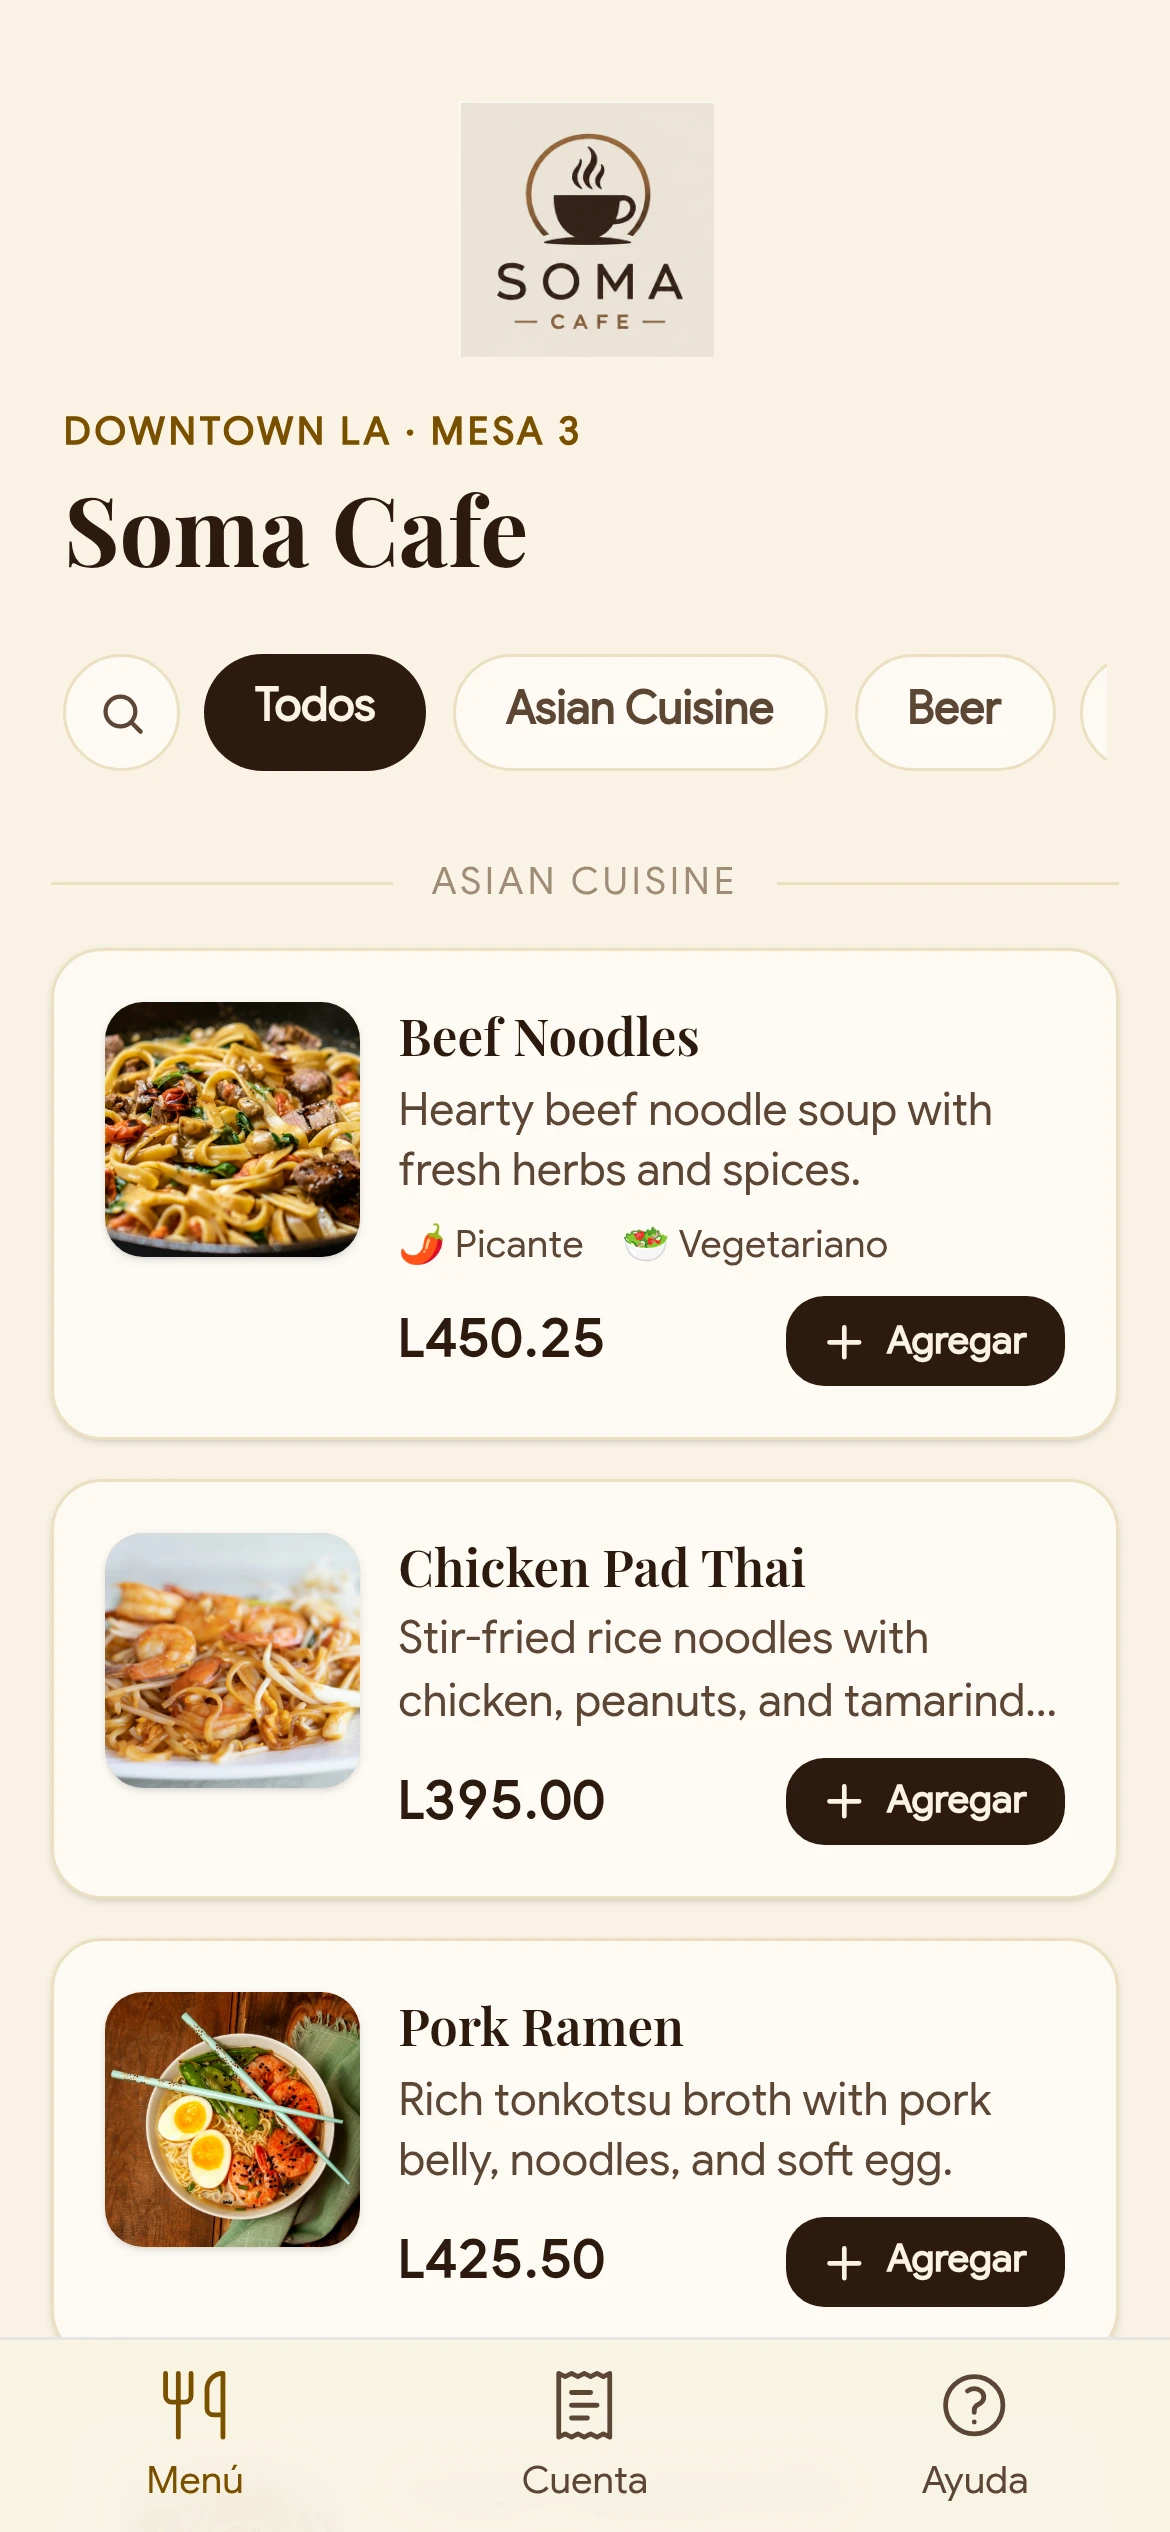 SOMA
CAFE
DOWNTOWN LA · MESA 3
Soma Cafe
Todos
Asian Cuisine
Beer
ASIAN CUISINE
Beef Noodles
Hearty beef noodle soup with
fresh herbs and spices.
🌶️ Picante 🥗 Vegetariano
L450.25
+ Agregar
Chicken Pad Thai
Stir-fried rice noodles with
chicken, peanuts, and tamarind...
L395.00
+ Agregar
Pork Ramen
Rich tonkotsu broth with pork
belly, noodles, and soft egg.
L425.50
+ Agregar
Menú
Cuenta
Ayuda